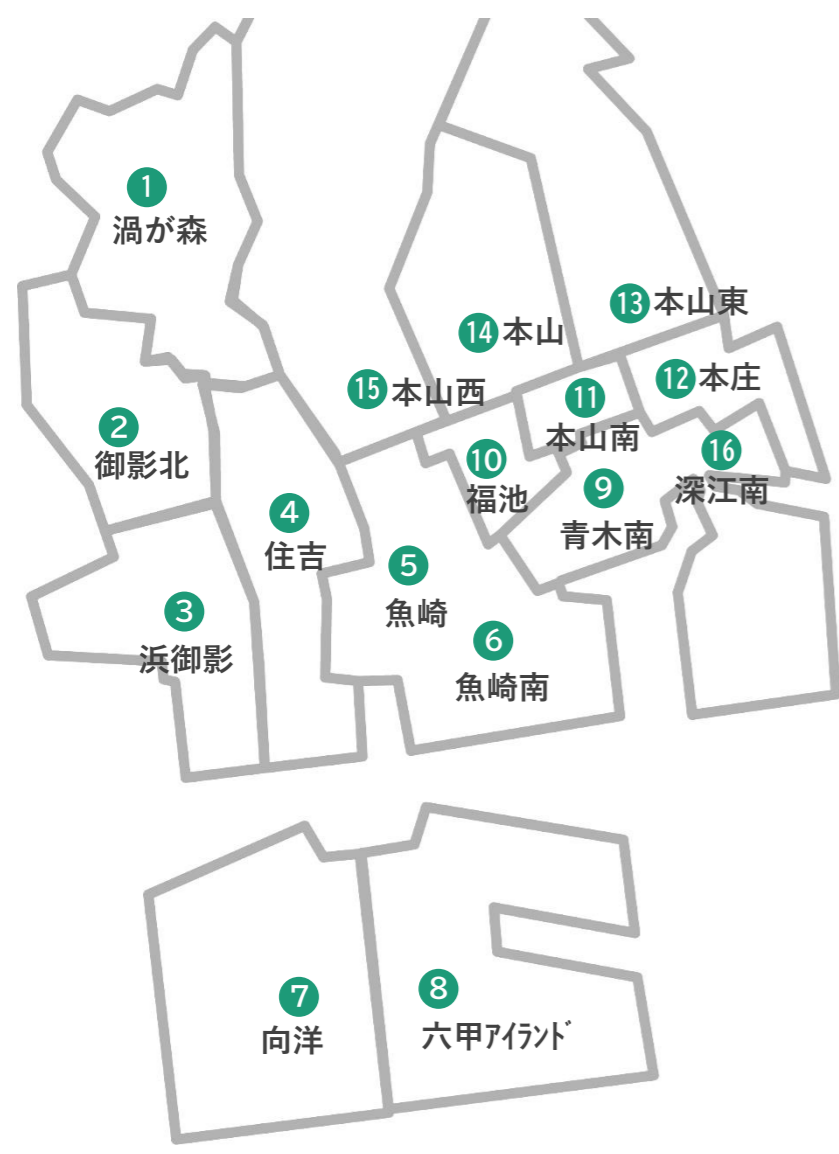 1
渦が森
13 本山東
14 本山
15 本山西
12 本庄
11
本山南
2
御影北
10
福池
16
深江南
9
青木南
4
住吉
5
魚崎
3
浜御影
6
魚崎南
7
向洋
8
六甲ｱｲﾗﾝﾄﾞ